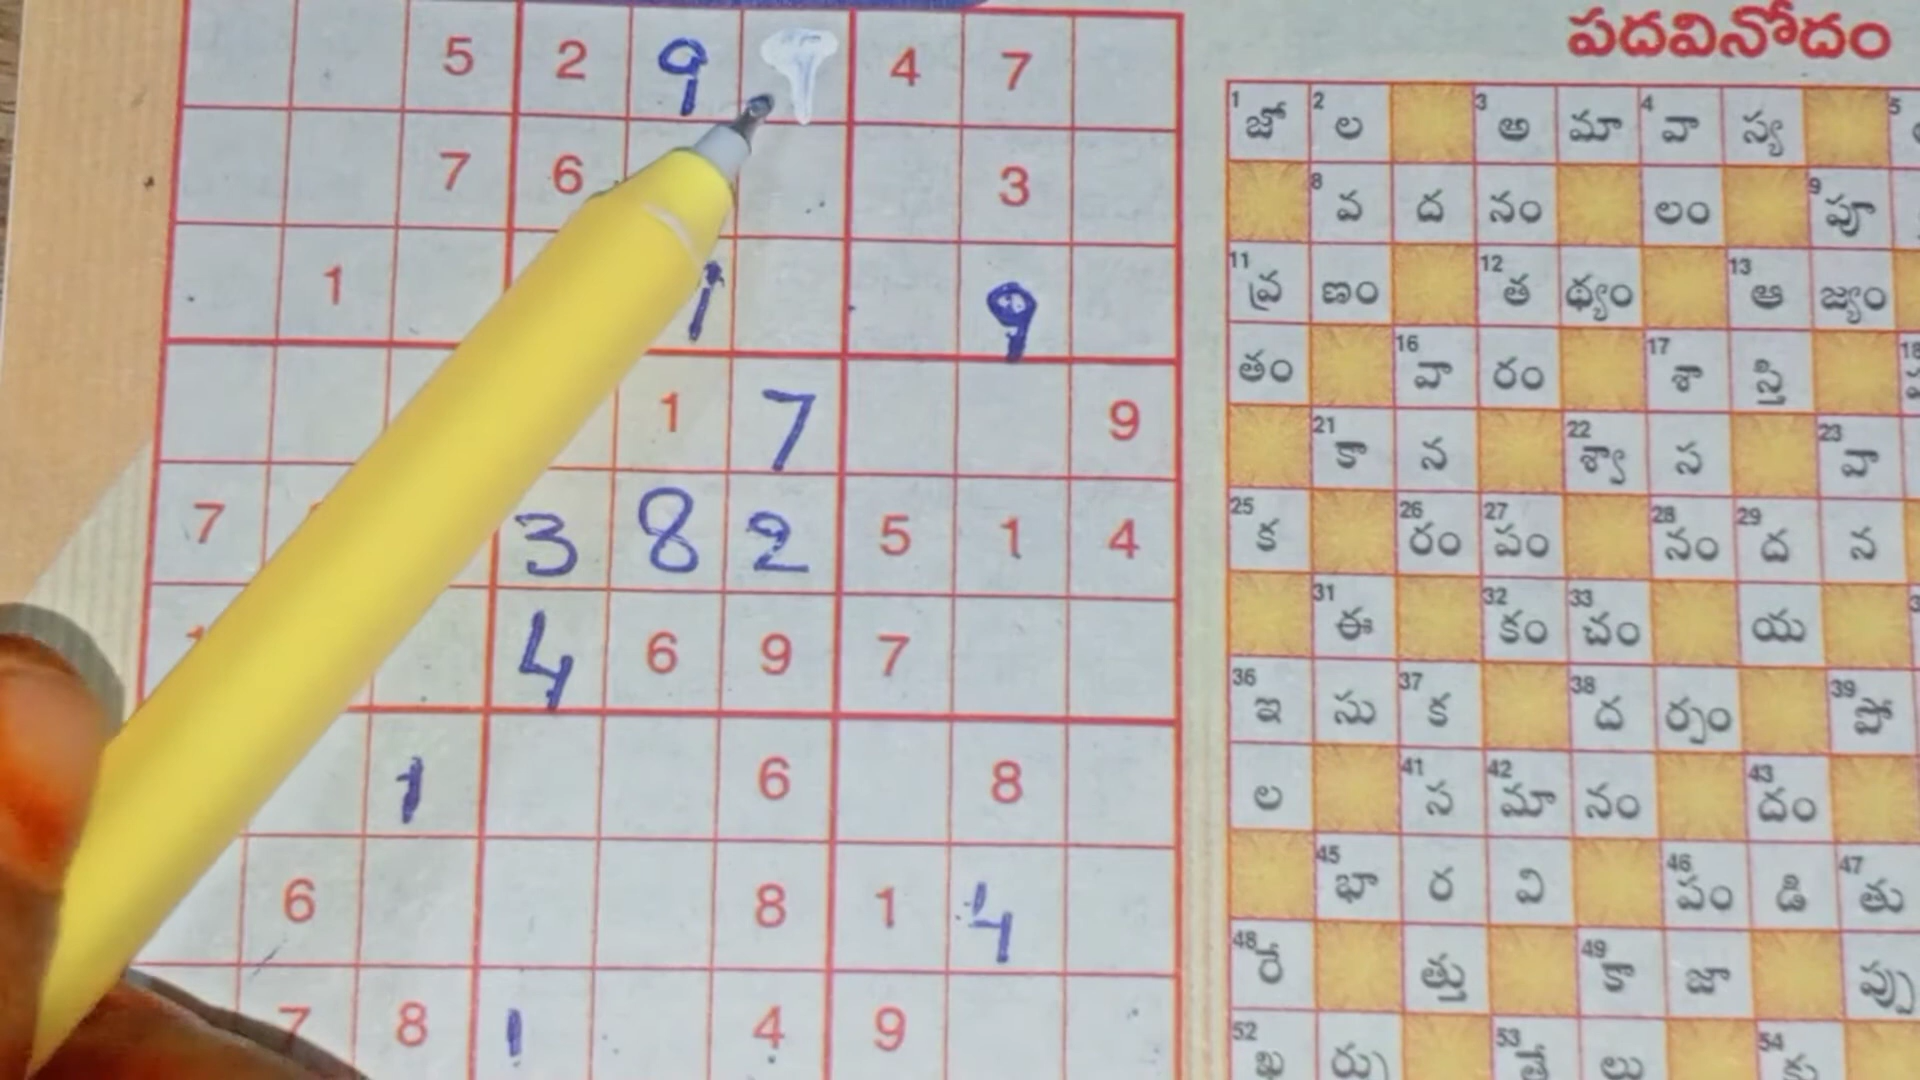 పదవినోదం
5 2 9 4 7
7 6 3
1 1 9
1 7 9
7 3 8 2 5 1 4
4 6 9 7
1 6 8
6 8 1 4
7 8 1 4 9
1 జో 2 ల 3 అ మా 4 వా స్య 5
8 వ ద నం లం 9 పూ
11 వ్ర ణం 12 త థ్యం 13 ఆ జ్యం
తం 16 హ రం 17 శా స్త్రి 18
21 కా న 22 శ్వా స 23 హ
25 క 26 రం 27 పం 28 నం 29 ద న
31 ఈ 32 కం 33 చం య
36 ఖ సు 37 క 38 ద ర్పం 39
ల 41 స 42 మా నం 43 దం
45 భా ర వి 46 పం డి 47 తు
48 రే త్తు 49 కా జా ప్పు
52 53 లు 54